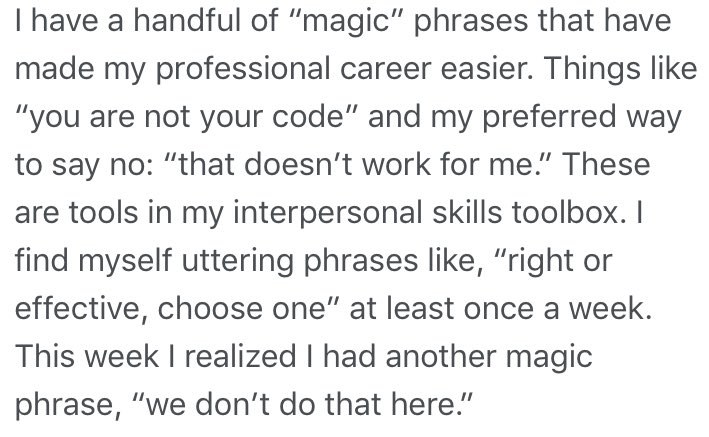 I have a handful of “magic” phrases that have
made my professional career easier. Things like
“you are not your code” and my preferred way
to say no: “that doesn’t work for me.” These
are tools in my interpersonal skills toolbox. I
find myself uttering phrases like, “right or
effective, choose one” at least once a week.
This week I realized I had another magic
phrase, “we don’t do that here.”